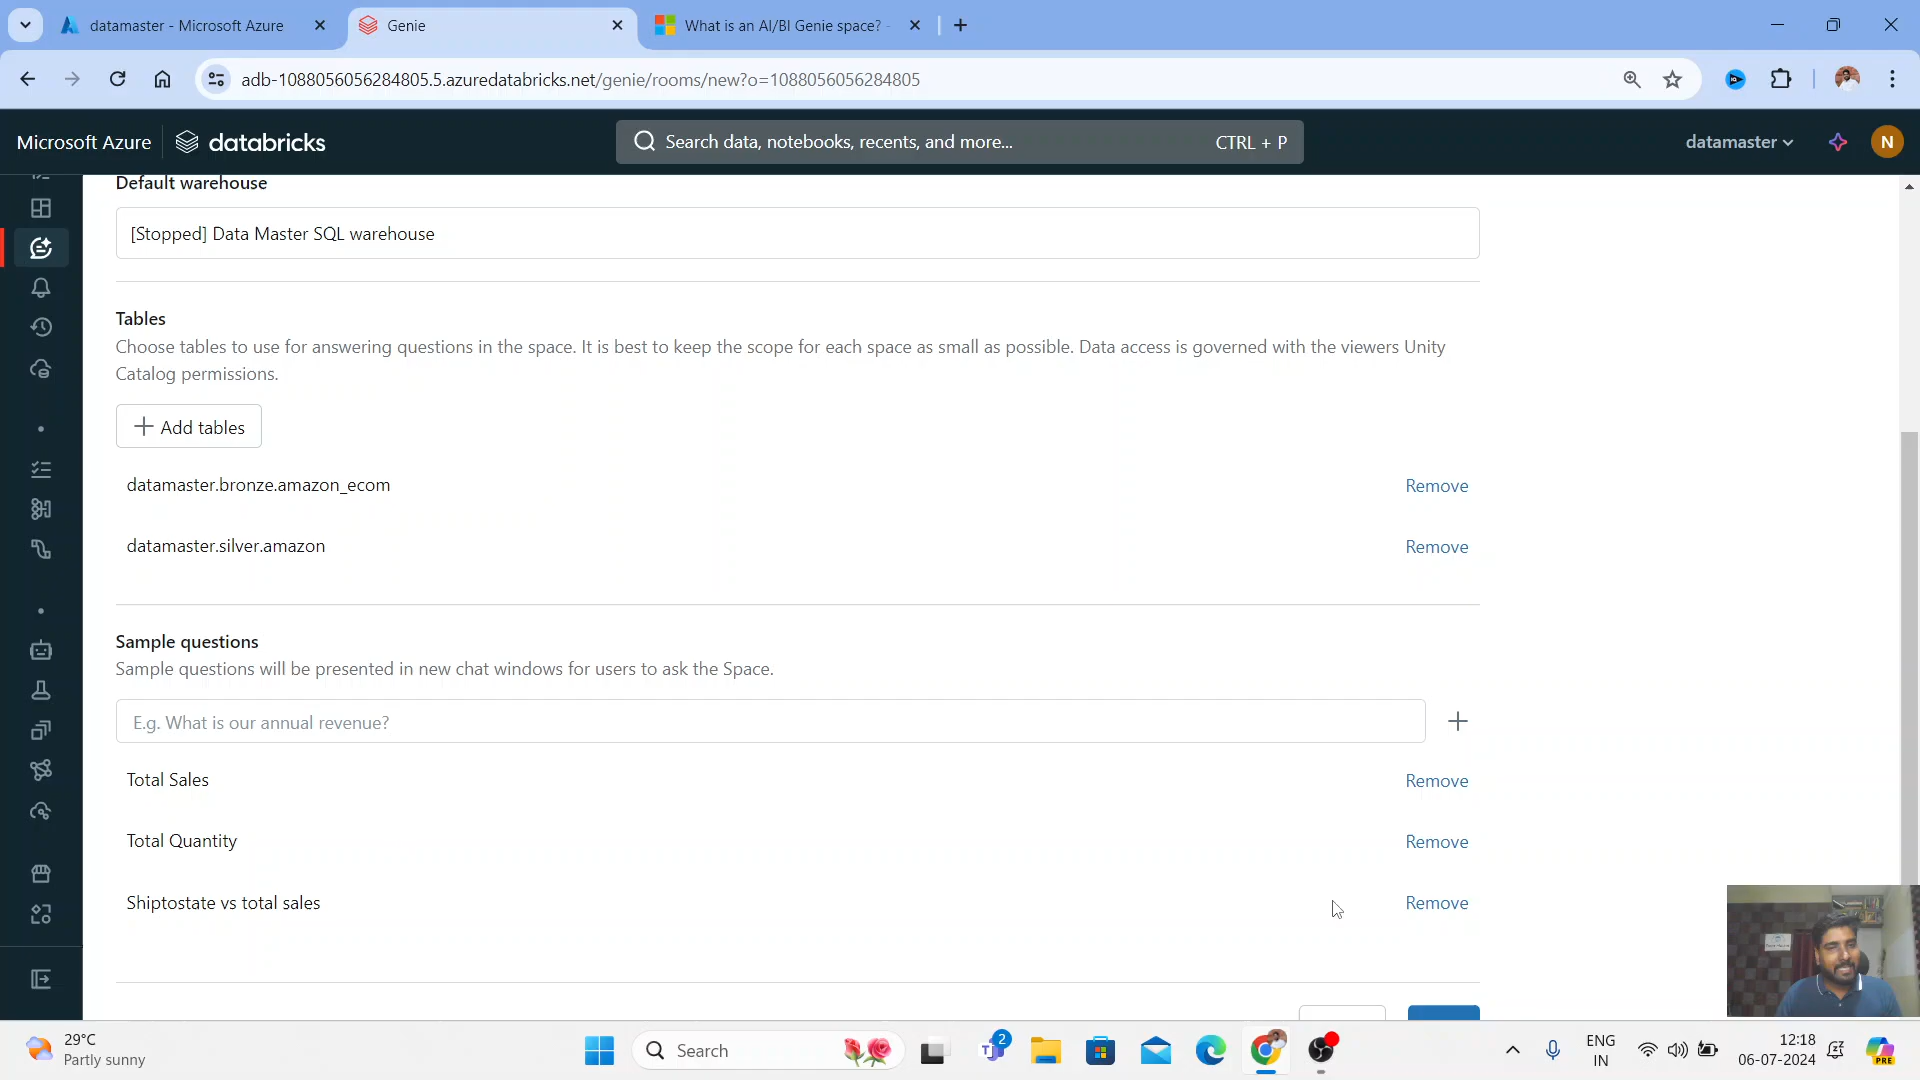 datamaster - Microsoft Azure
Genie
What is an AI/BI Genie space? -
adb-1088056056284805.5.azuredatabricks.net/genie/rooms/new?o=1088056056284805
Microsoft Azure
databricks
Search data, notebooks, recents, and more...
CTRL + P
datamaster
N
Default warehouse
[Stopped] Data Master SQL warehouse
Tables
Choose tables to use for answering questions in the space. It is best to keep the scope for each space as small as possible. Data access is governed with the viewers Unity
Catalog permissions.
Add tables
datamaster.bronze.amazon_ecom
Remove
datamaster.silver.amazon
Remove
Sample questions
Sample questions will be presented in new chat windows for users to ask the Space.
E.g. What is our annual revenue?
Total Sales
Remove
Total Quantity
Remove
Shiptostate vs total sales
Remove
29°C
Partly sunny
Search
2
ENG
IN
12:18
06-07-2024
PRE